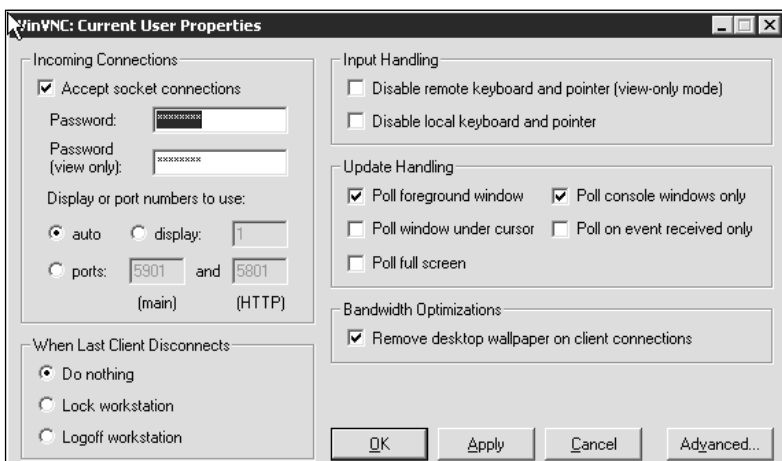 WinVNC: Current User Properties
Incoming Connections
Accept socket connections
Password: ********
Password
(view only): ********
Display or port numbers to use:
auto display: 1
ports: 5901 and 5801
(main) (HTTP)
When Last Client Disconnects
Do nothing
Lock workstation
Logoff workstation
Input Handling
Disable remote keyboard and pointer (view-only mode)
Disable local keyboard and pointer
Update Handling
Poll foreground window Poll console windows only
Poll window under cursor Poll on event received only
Poll full screen
Bandwidth Optimizations
Remove desktop wallpaper on client connections
OK Apply Cancel Advanced...